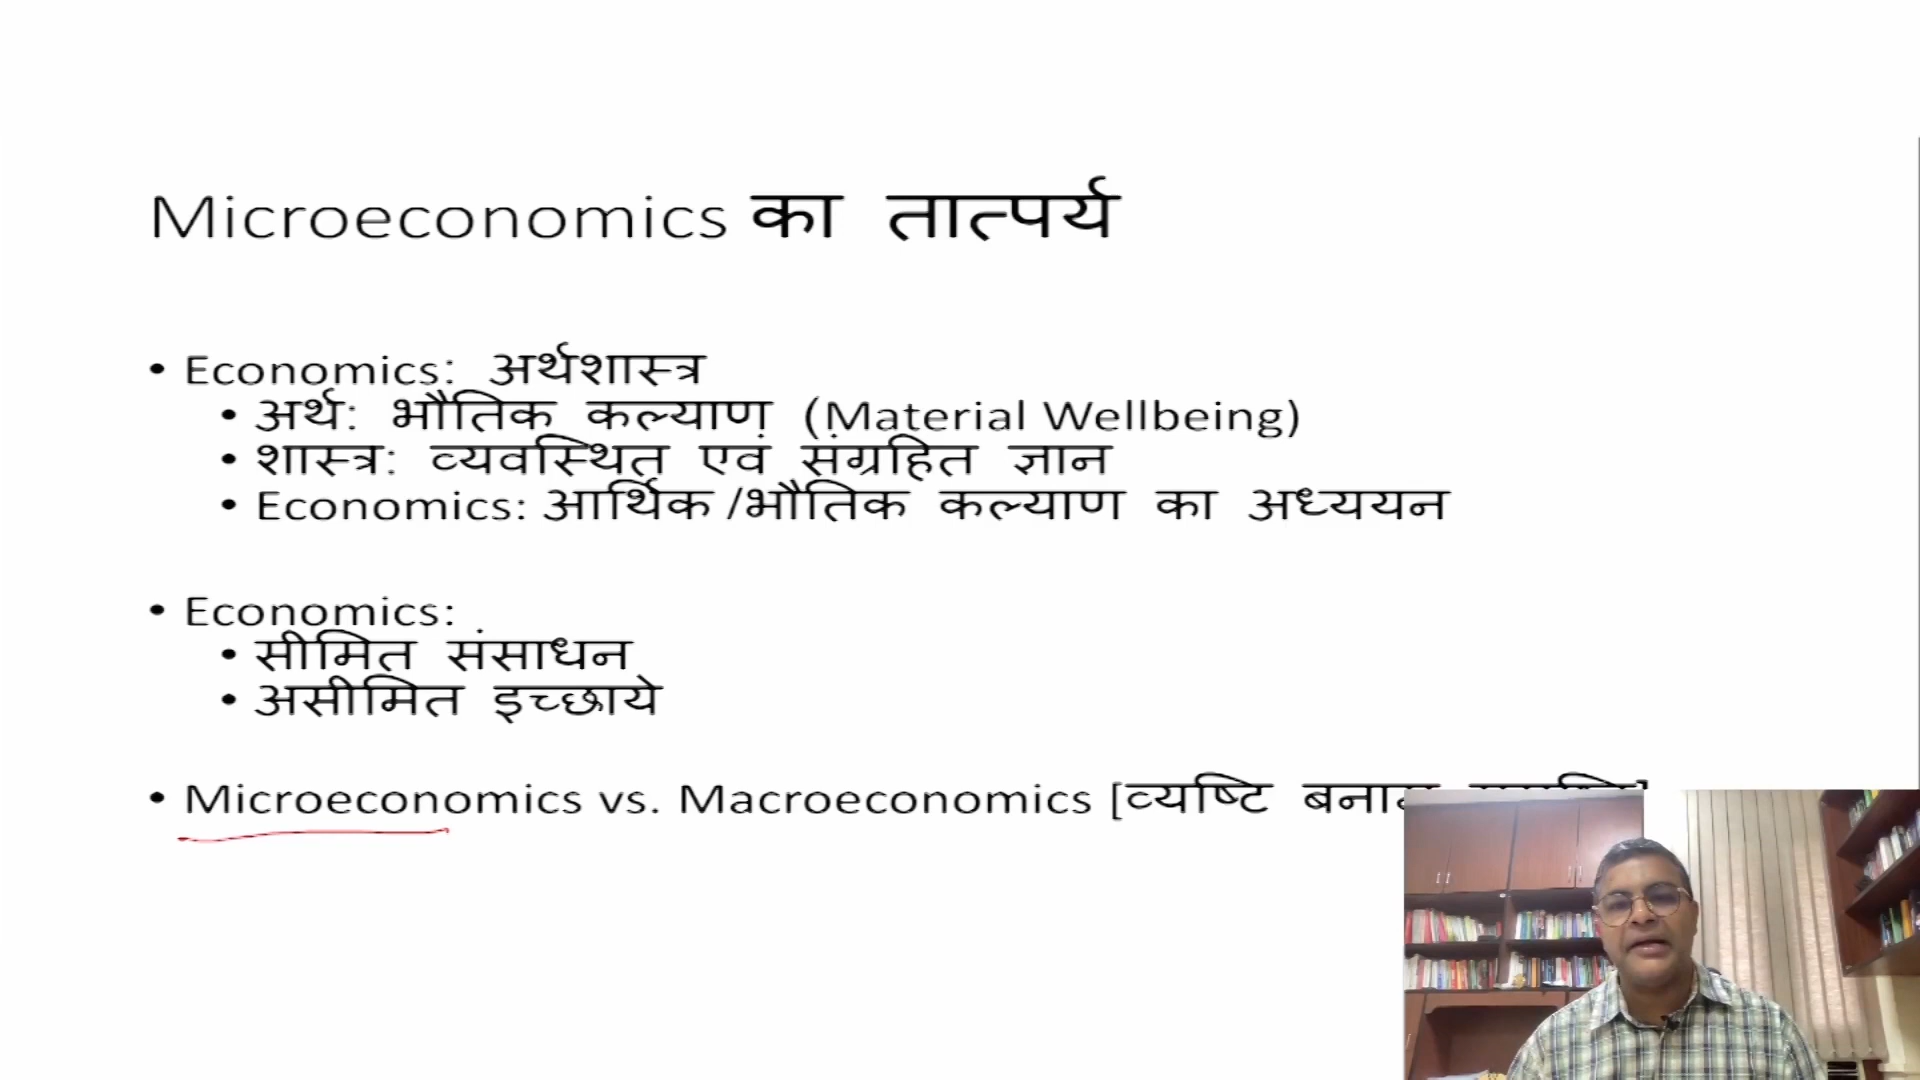 Microeconomics का तात्पर्य
• Economics: अर्थशास्त्र
• अर्थ: भौतिक कल्याण (Material Wellbeing)
• शास्त्र: व्यवस्थित एवं संग्रहित ज्ञान
• Economics: आर्थिक /भौतिक कल्याण का अध्ययन
• Economics:
• सीमित संसाधन
• असीमित इच्छाये
• Microeconomics vs. Macroeconomics [व्यष्टि